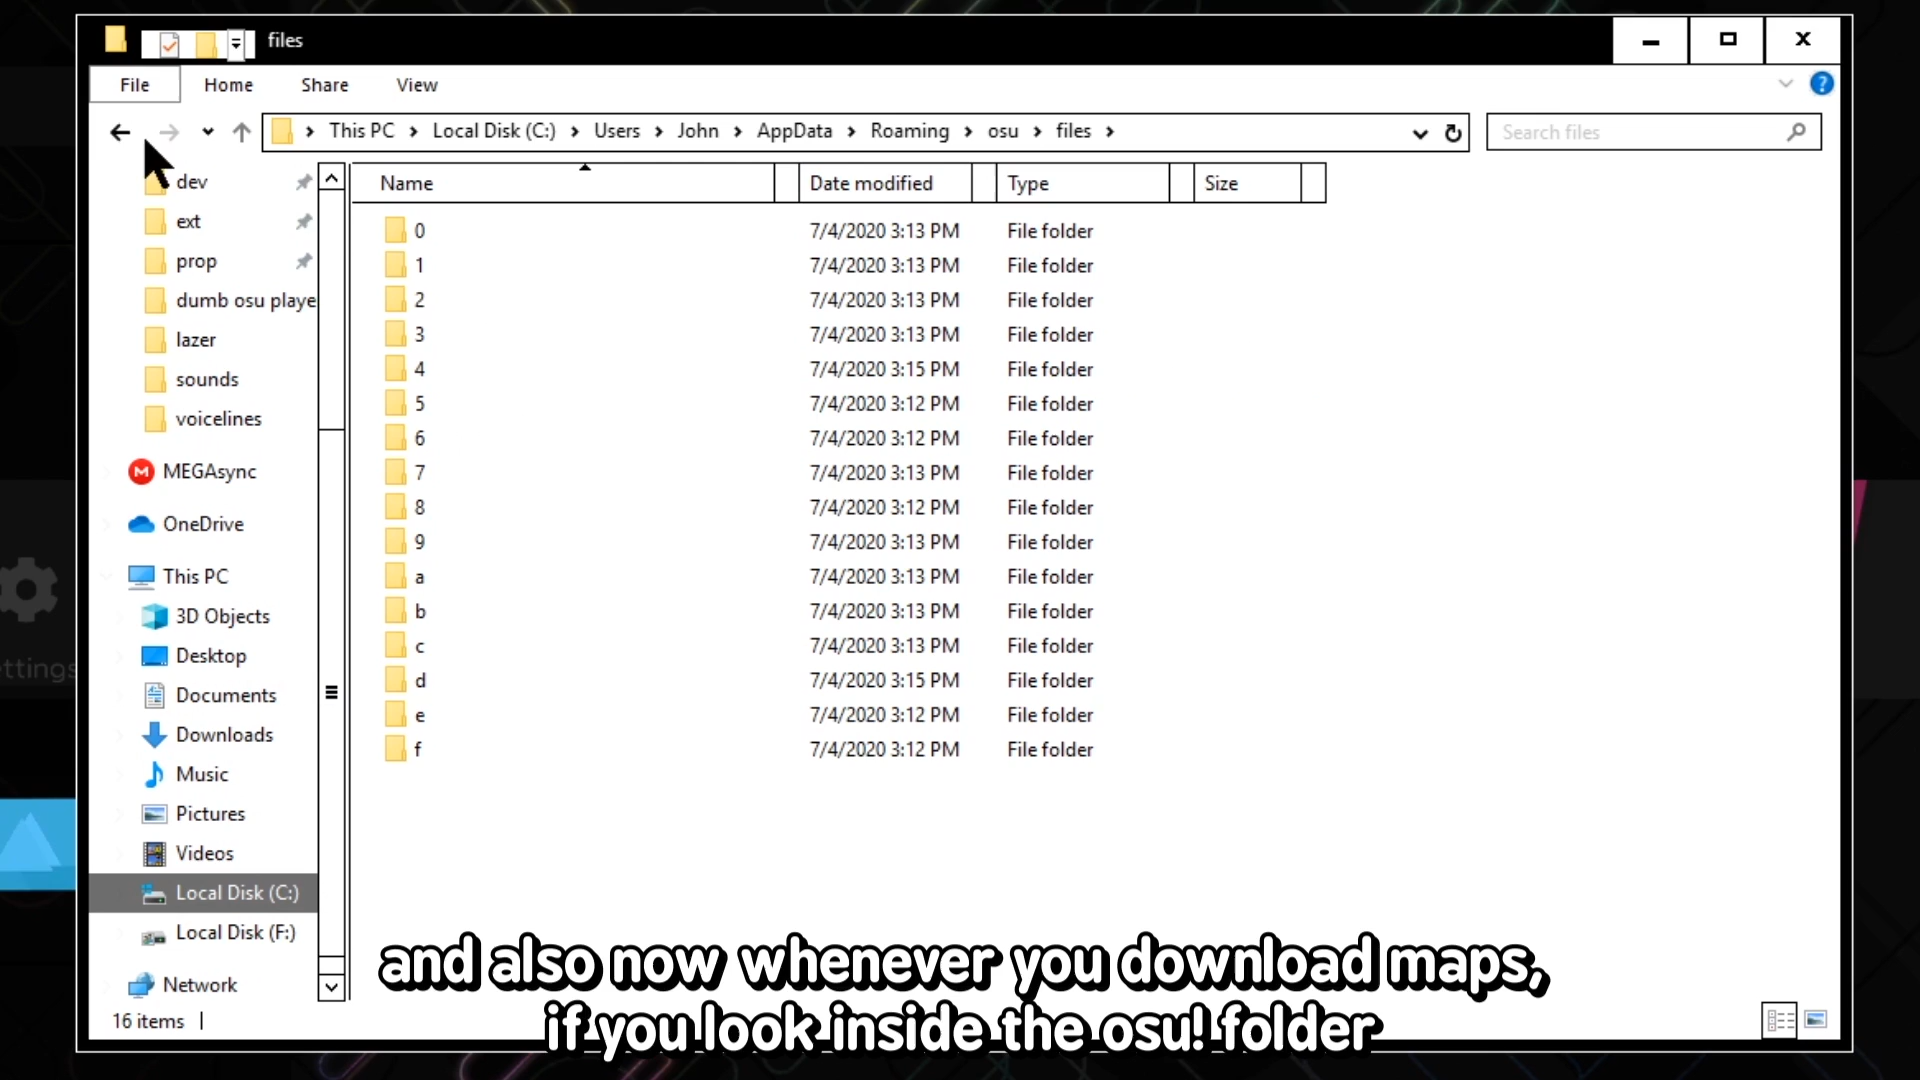 files
File Home Share View
This PC Local Disk (C:) Users John AppData Roaming osu files
Search files
dev
ext
prop
dumb osu playe
lazer
sounds
voicelines
MEGAsync
OneDrive
This PC
3D Objects
Desktop
Documents
Downloads
Music
Pictures
Videos
Local Disk (C:)
Local Disk (F:)
Network
Name Date modified Type Size
0 7/4/2020 3:13 PM File folder
1 7/4/2020 3:13 PM File folder
2 7/4/2020 3:13 PM File folder
3 7/4/2020 3:13 PM File folder
4 7/4/2020 3:15 PM File folder
5 7/4/2020 3:12 PM File folder
6 7/4/2020 3:12 PM File folder
7 7/4/2020 3:13 PM File folder
8 7/4/2020 3:12 PM File folder
9 7/4/2020 3:13 PM File folder
a 7/4/2020 3:13 PM File folder
b 7/4/2020 3:13 PM File folder
c 7/4/2020 3:13 PM File folder
d 7/4/2020 3:15 PM File folder
e 7/4/2020 3:12 PM File folder
f 7/4/2020 3:12 PM File folder
16 items
ettings
and also now whenever you download maps,
if you look inside the osu! folder